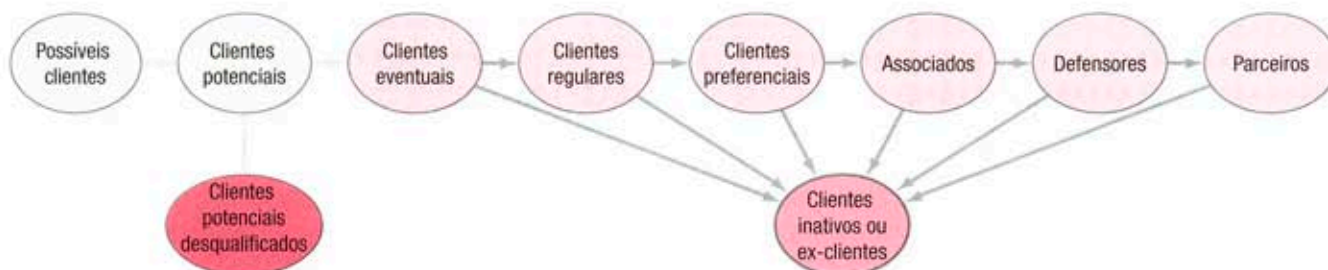 Possíveis
clientes
Clientes
potenciais
Clientes
eventuais
Clientes
regulares
Clientes
preferenciais
Associados
Defensores
Parceiros
Clientes
potenciais
desqualificados
Clientes
inativos ou
ex-clientes